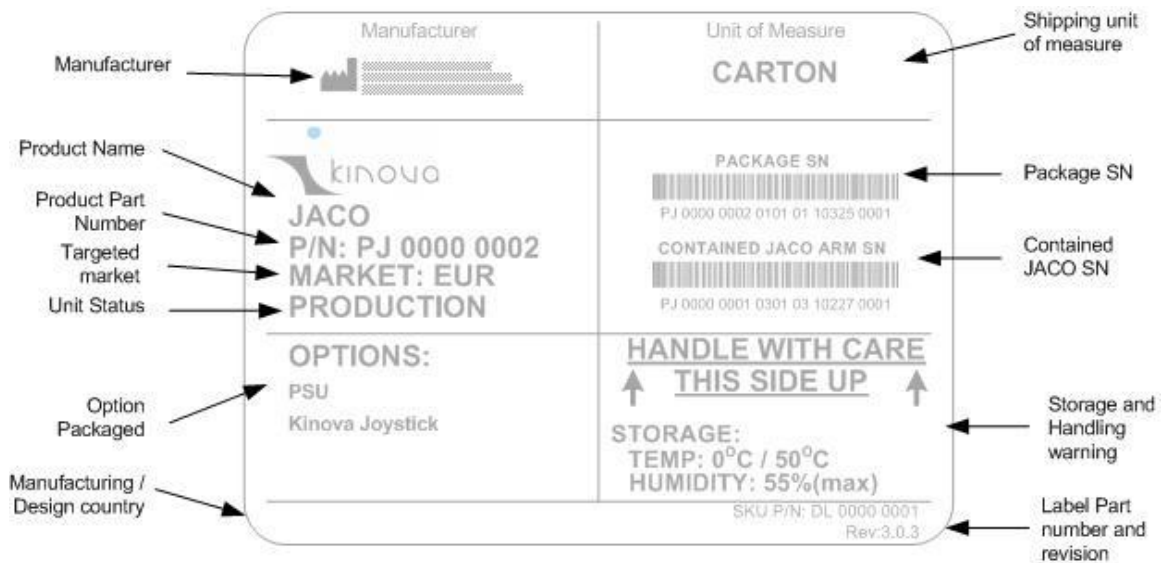 Manufacturer
Unit of Measure
Shipping unit
of measure
Manufacturer
CARTON
Product Name
kinova
PACKAGE SN
Package SN
PJ 0000 0002 0101 01 10325 0001
Product Part
Number
JACO
P/N: PJ 0000 0002
CONTAINED JACO ARM SN
Contained
JACO SN
Targeted
market
MARKET: EUR
PJ 0000 0001 0301 03 10227 0001
Unit Status
PRODUCTION
OPTIONS:
HANDLE WITH CARE
THIS SIDE UP
PSU
Option
Packaged
Kinova Joystick
STORAGE:
TEMP: 0°C / 50°C
HUMIDITY: 55%(max)
Storage and
Handling
warning
Manufacturing /
Design country
SKU P/N: DL 0000 0001
Rev:3.0.3
Label Part
number and
revision